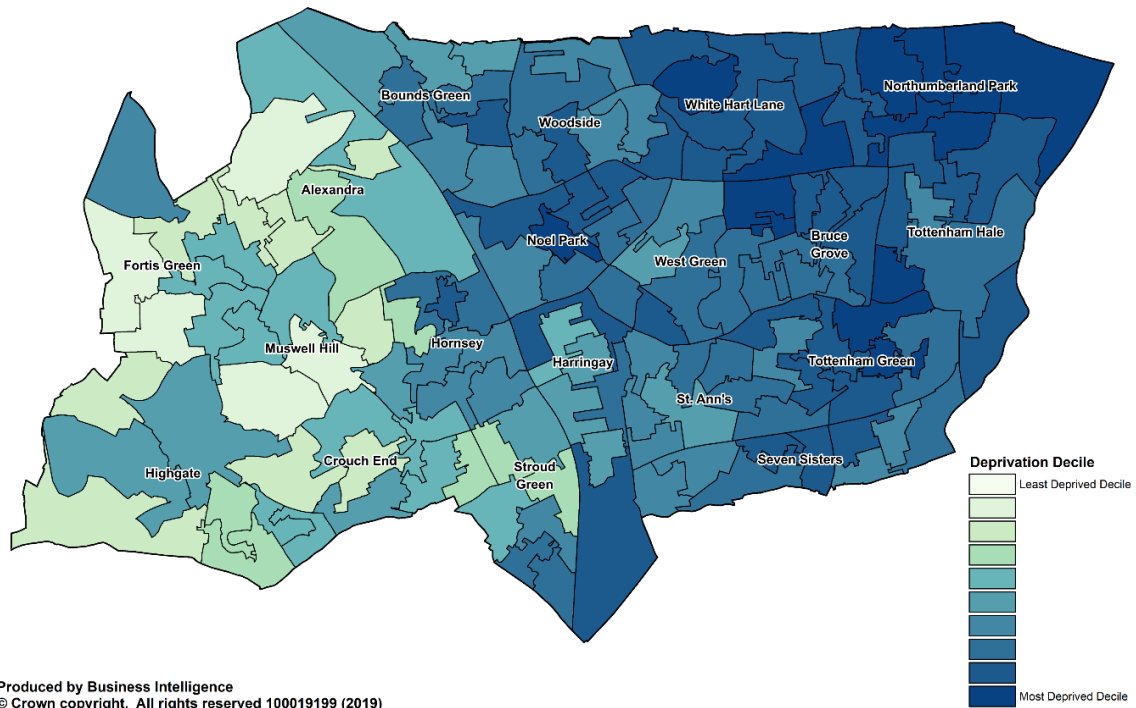 Bounds Green
Woodside
White Hart Lane
Northumberland Park
Alexandra
Fortis Green
Noel Park
West Green
Bruce
Grove
Tottenham Hale
Muswell Hill
Hornsey
Harringay
Tottenham Green
St. Ann's
Highgate
Crouch End
Stroud
Green
Seven Sisters
Deprivation Decile
Least Deprived Decile
Most Deprived Decile
Produced by Business Intelligence
© Crown copyright. All rights reserved 100019199 (2019)